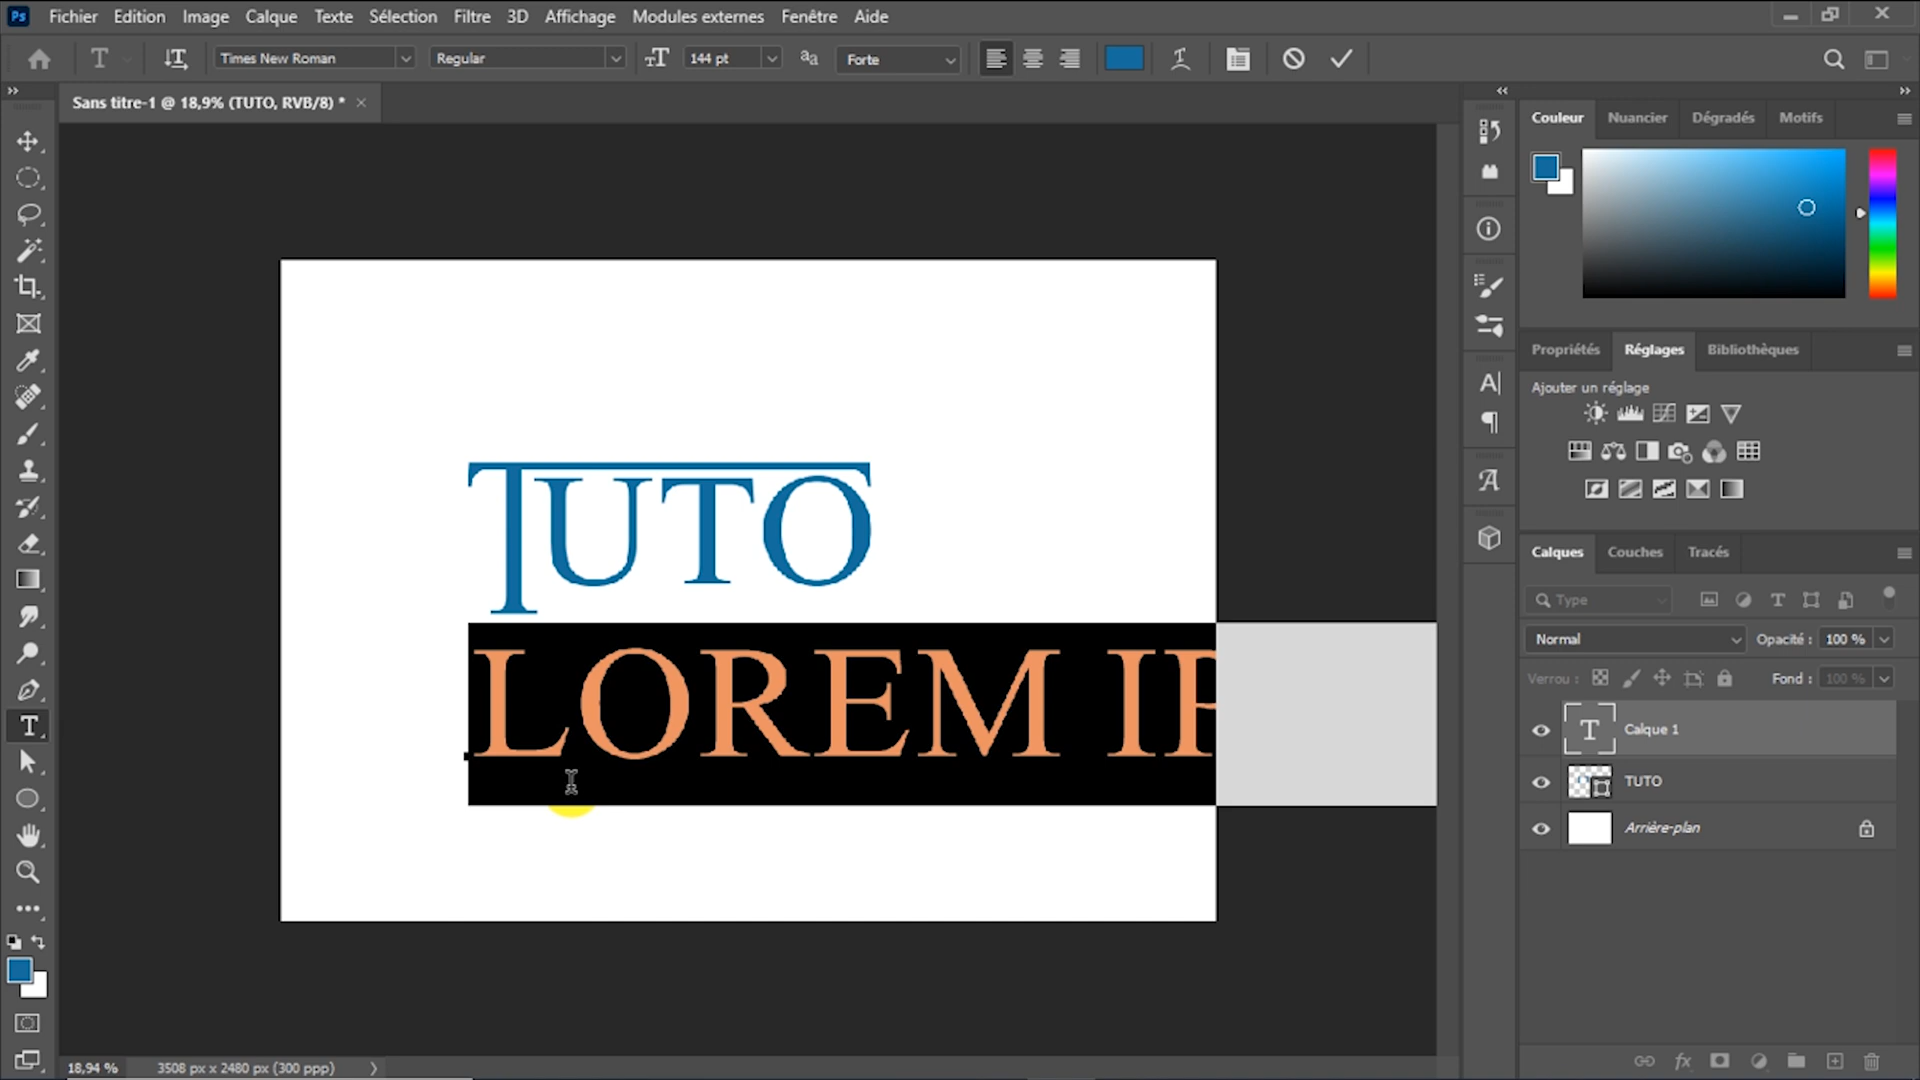 Ps Fichier Edition Image Calque Texte Sélection Filtre 3D Affichage Modules externes Fenêtre Aide
T Times New Roman Regular 144 pt aa Forte
Sans titre-1 @ 18,9% (TUTO, RVB/8) *
Couleur Nuancier Dégradés Motifs
Propriétés Réglages Bibliothèques
Ajouter un réglage
TUTO
LOREM IP
Calques Couches Tracés
Type
Normal Opacité : 100 %
Verrou : Fond : 100 %
T Calque 1
TUTO
Arrière-plan
fx
18,94 % 3508 px x 2480 px (300 ppp)